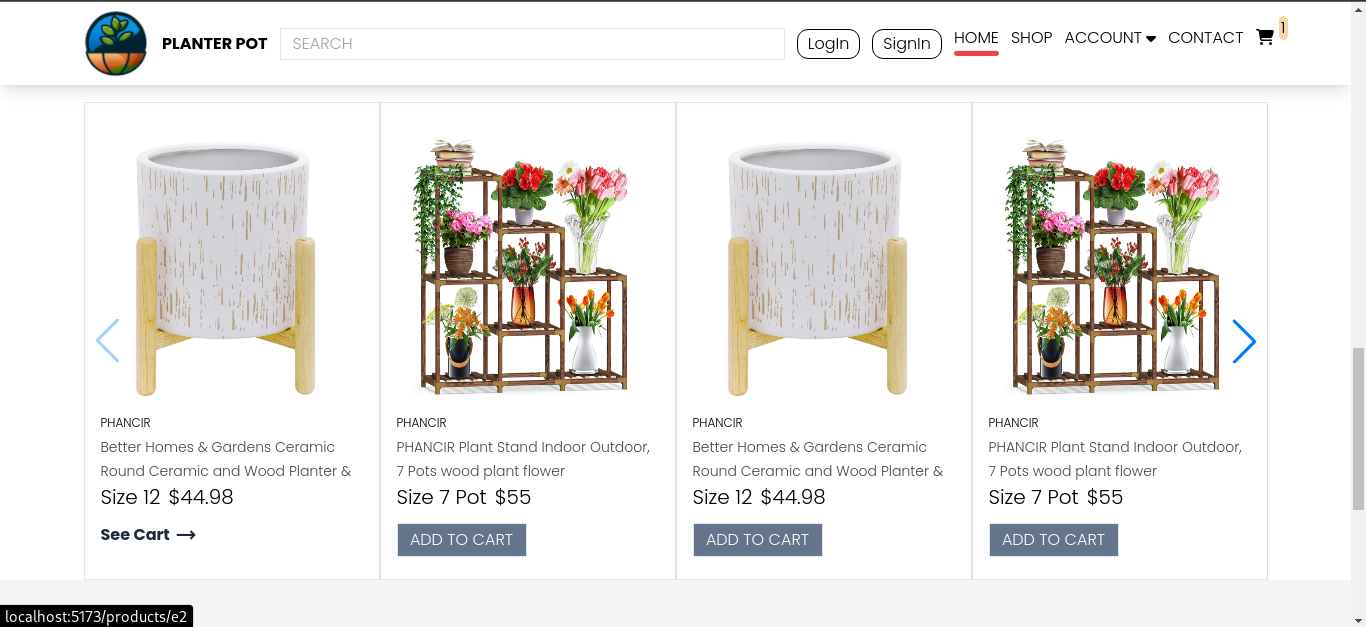 PLANTER POT
SEARCH
LogIn
SignIn
HOME
SHOP
ACCOUNT
CONTACT
1
PHANCIR
Better Homes & Gardens Ceramic
Round Ceramic and Wood Planter &
Size 12 $44.98
See Cart
PHANCIR
PHANCIR Plant Stand Indoor Outdoor,
7 Pots wood plant flower
Size 7 Pot $55
ADD TO CART
PHANCIR
Better Homes & Gardens Ceramic
Round Ceramic and Wood Planter &
Size 12 $44.98
ADD TO CART
PHANCIR
PHANCIR Plant Stand Indoor Outdoor,
7 Pots wood plant flower
Size 7 Pot $55
ADD TO CART
localhost:5173/products/e2